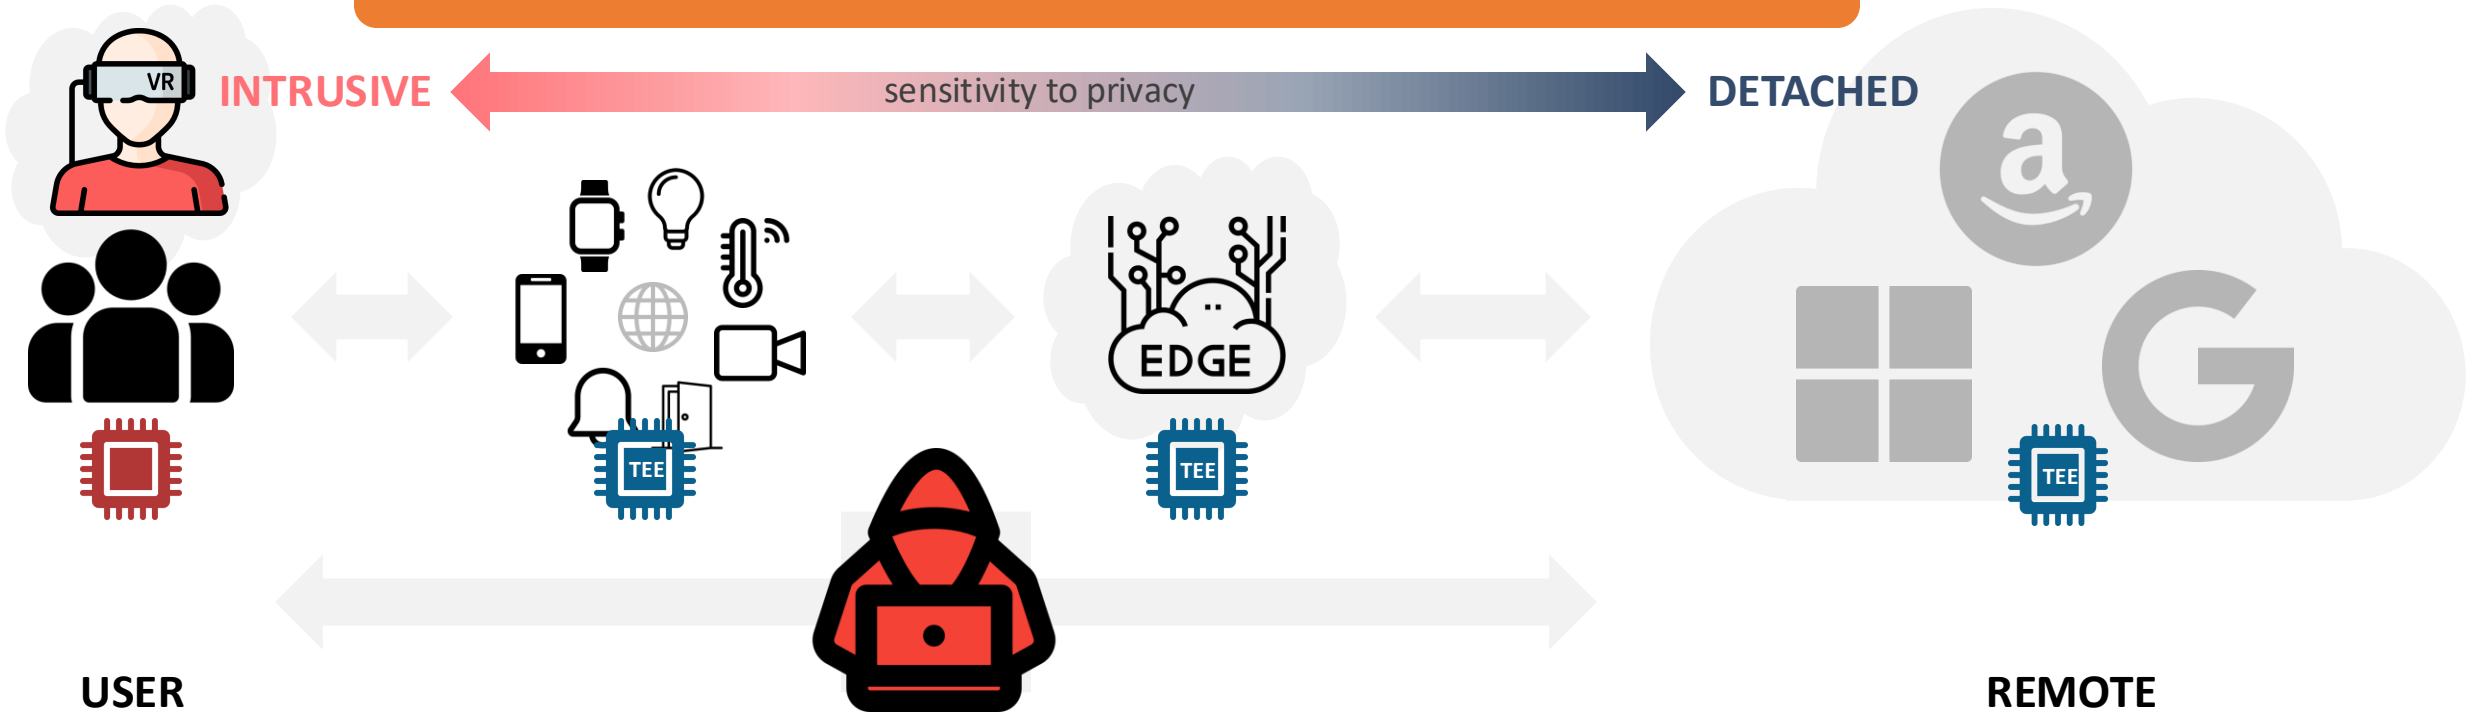 VR
INTRUSIVE
sensitivity to privacy
DETACHED
EDGE
TEE
TEE
TEE
USER
REMOTE